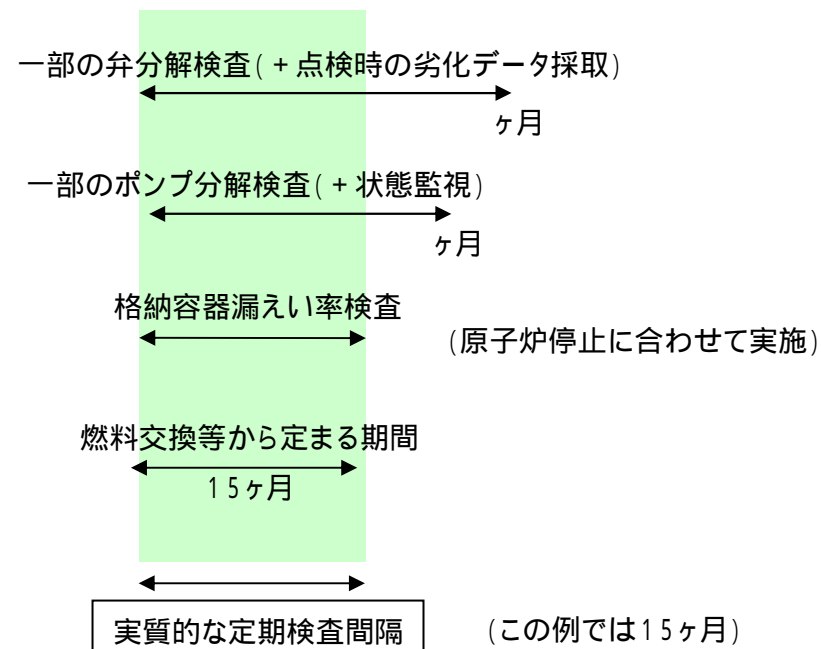 一部の弁分解検査(+点検時の劣化データ採取)
ヶ月
一部のポンプ分解検査(+状態監視)
ヶ月
格納容器漏えい率検査
(原子炉停止に合わせて実施)
燃料交換等から定まる期間
15ヶ月
実質的な定期検査間隔 (この例では15ヶ月)